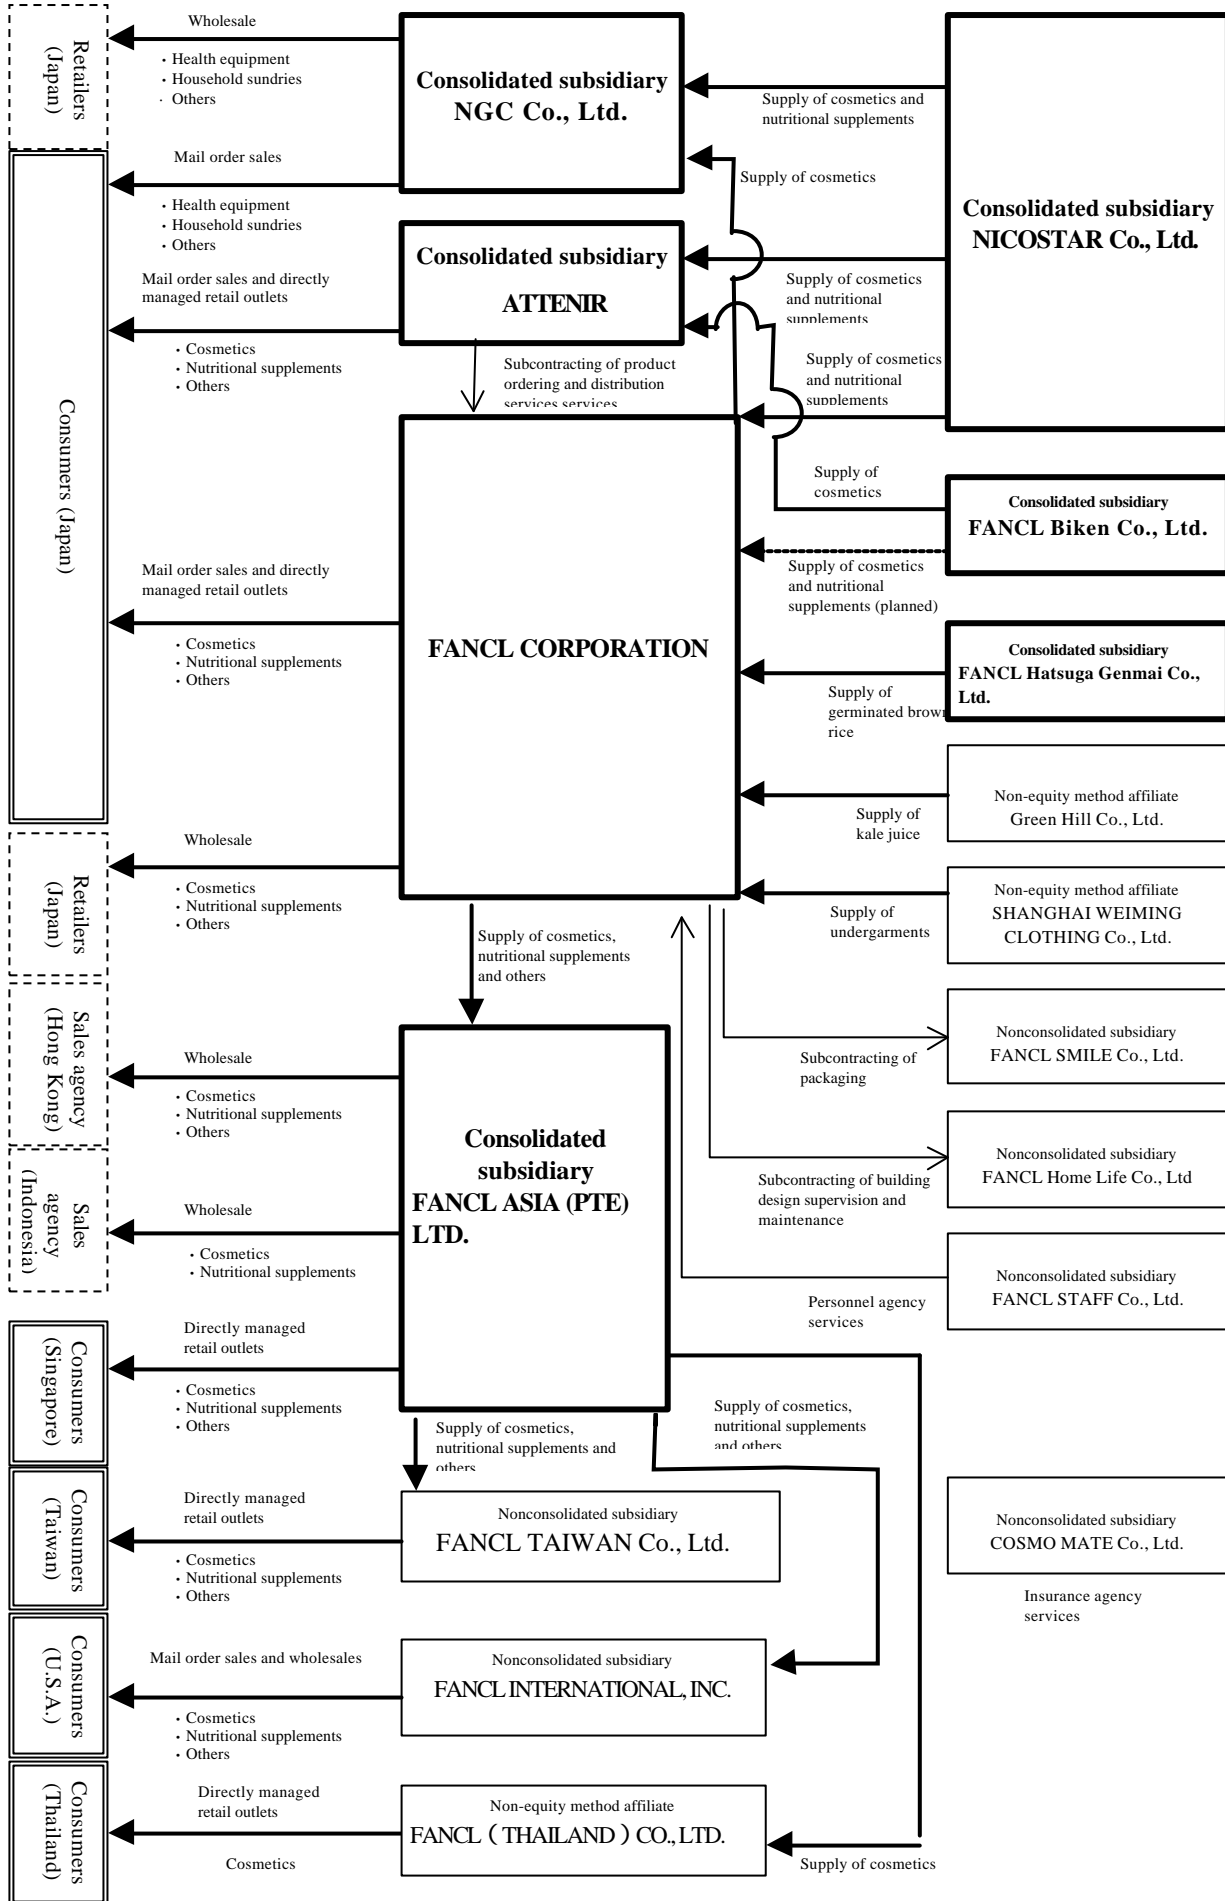 Retailers
(Japan)
Wholesale
・Health equipment
・Household sundries
・Others
Consolidated subsidiary
NGC Co., Ltd.
Supply of cosmetics and
nutritional supplements
Consolidated subsidiary
NICOSTAR Co., Ltd.
Consumers (Japan)
Mail order sales
・Health equipment
・Household sundries
・Others
Supply of cosmetics
Consolidated subsidiary
ATTENIR
Mail order sales and directly
managed retail outlets
・Cosmetics
・Nutritional supplements
・Others
Supply of cosmetics
and nutritional
supplements
Subcontracting of product
ordering and distribution
services services
Supply of cosmetics
and nutritional
supplements
Supply of
cosmetics
Consolidated subsidiary
FANCL Biken Co., Ltd.
Supply of cosmetics
and nutritional
supplements (planned)
Mail order sales and directly
managed retail outlets
・Cosmetics
・Nutritional supplements
・Others
FANCL CORPORATION
Consolidated subsidiary
FANCL Hatsuga Genmai Co.,
Ltd.
Supply of
germinated brown
rice
Non-equity method affiliate
Green Hill Co., Ltd.
Supply of
kale juice
Retailers
(Japan)
Wholesale
・Cosmetics
・Nutritional supplements
・Others
Non-equity method affiliate
SHANGHAI WEIMING
CLOTHING Co., Ltd.
Supply of
undergarments
Supply of cosmetics,
nutritional supplements
and others
Nonconsolidated subsidiary
FANCL SMILE Co., Ltd.
Subcontracting of
packaging
Sales agency
(Hong Kong)
Wholesale
・Cosmetics
・Nutritional supplements
・Others
Consolidated
subsidiary
FANCL ASIA (PTE)
LTD.
Nonconsolidated subsidiary
FANCL Home Life Co., Ltd
Subcontracting of building
design supervision and
maintenance
Sales
agency
(Indonesia)
Wholesale
・Cosmetics
・Nutritional supplements
Nonconsolidated subsidiary
FANCL STAFF Co., Ltd.
Personnel agency
services
Consumers
(Singapore)
Directly managed
retail outlets
・Cosmetics
・Nutritional supplements
・Others
Supply of cosmetics,
nutritional supplements and
others
Supply of cosmetics,
nutritional supplements
and others
Consumers
(Taiwan)
Directly managed
retail outlets
・Cosmetics
・Nutritional supplements
・Others
Nonconsolidated subsidiary
FANCL TAIWAN Co., Ltd.
Nonconsolidated subsidiary
COSMO MATE Co., Ltd.
Insurance agency
services
Consumers
(U.S.A.)
Mail order sales and wholesales
・Cosmetics
・Nutritional supplements
・Others
Nonconsolidated subsidiary
FANCL INTERNATIONAL, INC.
Consumers
(Thailand)
Directly managed
retail outlets
Cosmetics
Non-equity method affiliate
FANCL（THAILAND）CO., LTD.
Supply of cosmetics